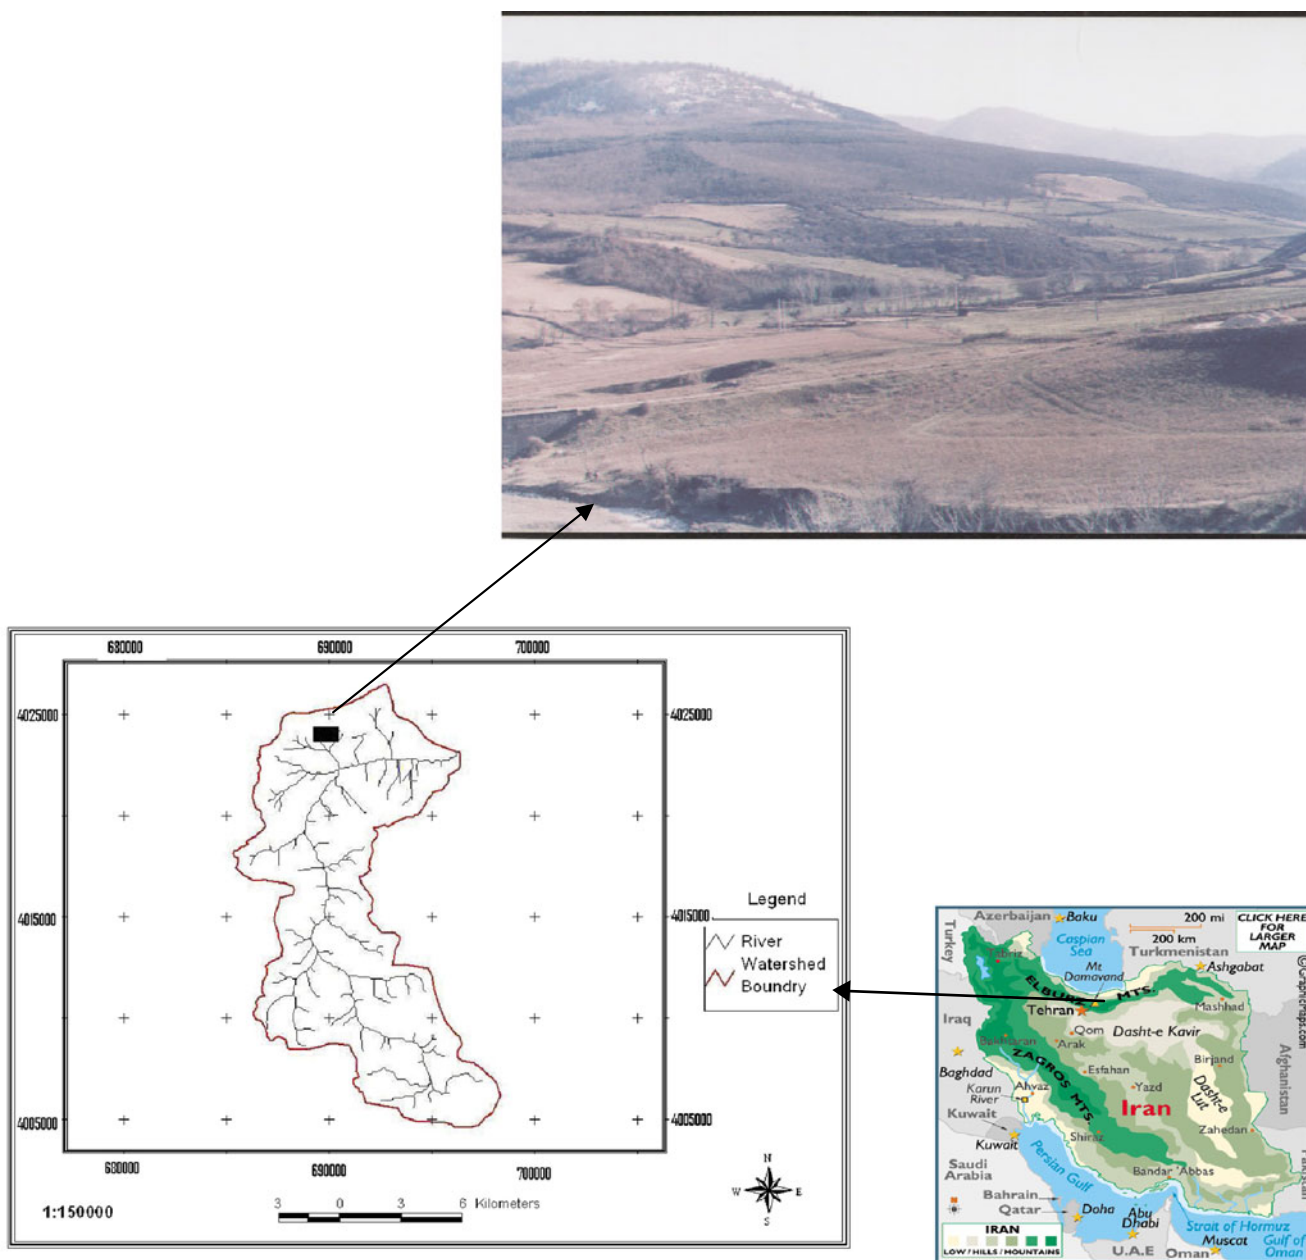 680000 690000 700000
4025000 4025000
4015000 4015000
4005000 4005000
680000 690000 700000
Legend
River
Watershed
Boundry
3 0 3 6 Kilometers
1:150000
N
W E
S
Azerbaijan
Baku
200 mi
200 km
CLICK HERE
FOR
LARGER
MAP
Turkey
Caspian
Sea
Turkmenistan
©GraphicMaps.com
Tabriz
Mt
Damavand
Ashgabat
ELBURZ MTS.
Tehran
Mashhad
Iraq
Qom
Dasht-e Kavir
Bakhtaran
Arak
Birjand
Afghanistan
Baghdad
ZAGROS MTS.
Esfahan
Yazd
Dasht-e
Lut
Karun
River
Ahvaz
Iran
Kuwait
Shiraz
Zahedan
Kuwait
Persian Gulf
Bandar 'Abbas
Saudi
Arabia
Bahrain
Qatar
Doha
Abu
Dhabi
Strait of Hormuz
Muscat
Gulf of
Oman
U.A.E
Oman
IRAN
LOW / HILLS / MOUNTAINS